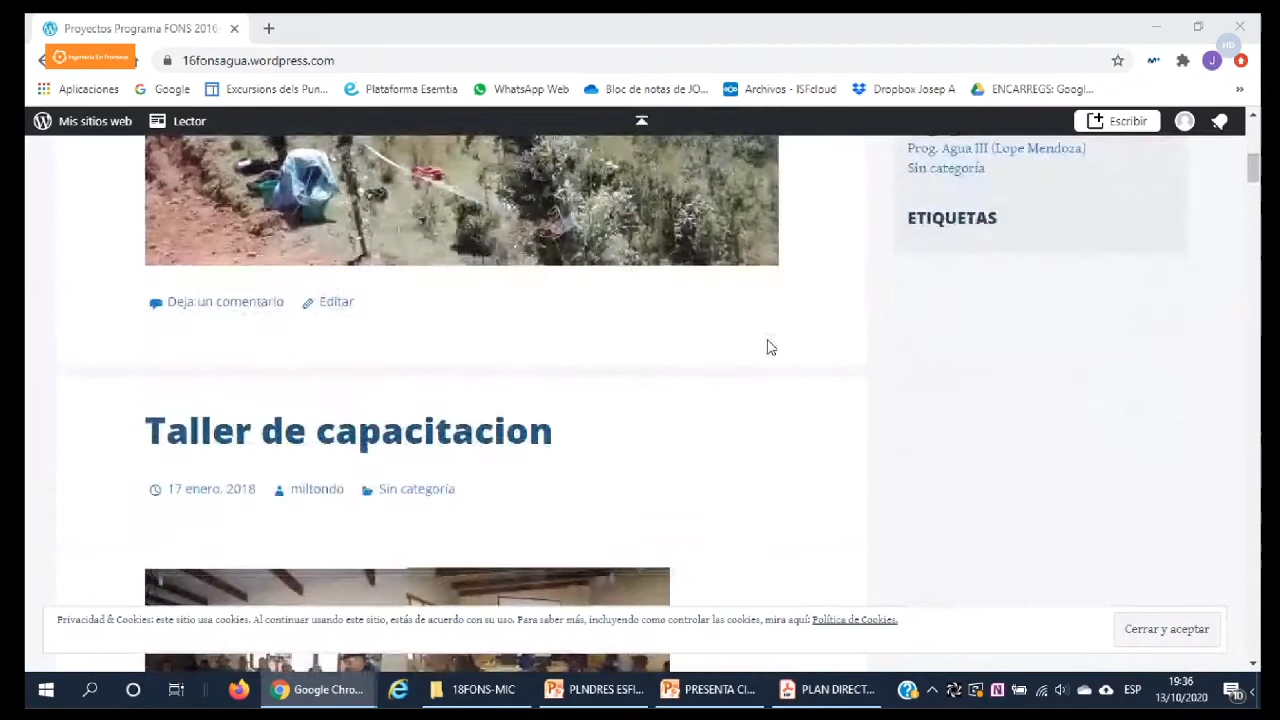 Proyectos Programa FONS 2016
HD
Ingeniería Sin Fronteras
16fonsagua.wordpress.com
J
Aplicaciones Google Excursions dels Pun... Plataforma Esemtia WhatsApp Web Bloc de notas de JO... Archivos - ISFcloud Dropbox Josep A ENCARREGS: Googl... »
Mis sitios web Lector Escribir
Prog. Agua III (Lope Mendoza)
Sin categoría
ETIQUETAS
Deja un comentario Editar
Taller de capacitacion
17 enero, 2018 miltondo Sin categoría
Privacidad & Cookies: este sitio usa cookies. Al continuar usando este sitio, estás de acuerdo con su uso. Para saber más, incluyendo como controlar las cookies, mira aquí: Política de Cookies.
Cerrar y aceptar
Google Chro... 18FONS-MIC PLNDRES ESFI... PRESENTA CI... PLAN DIRECT... ESP 19:36
13/10/2020 10